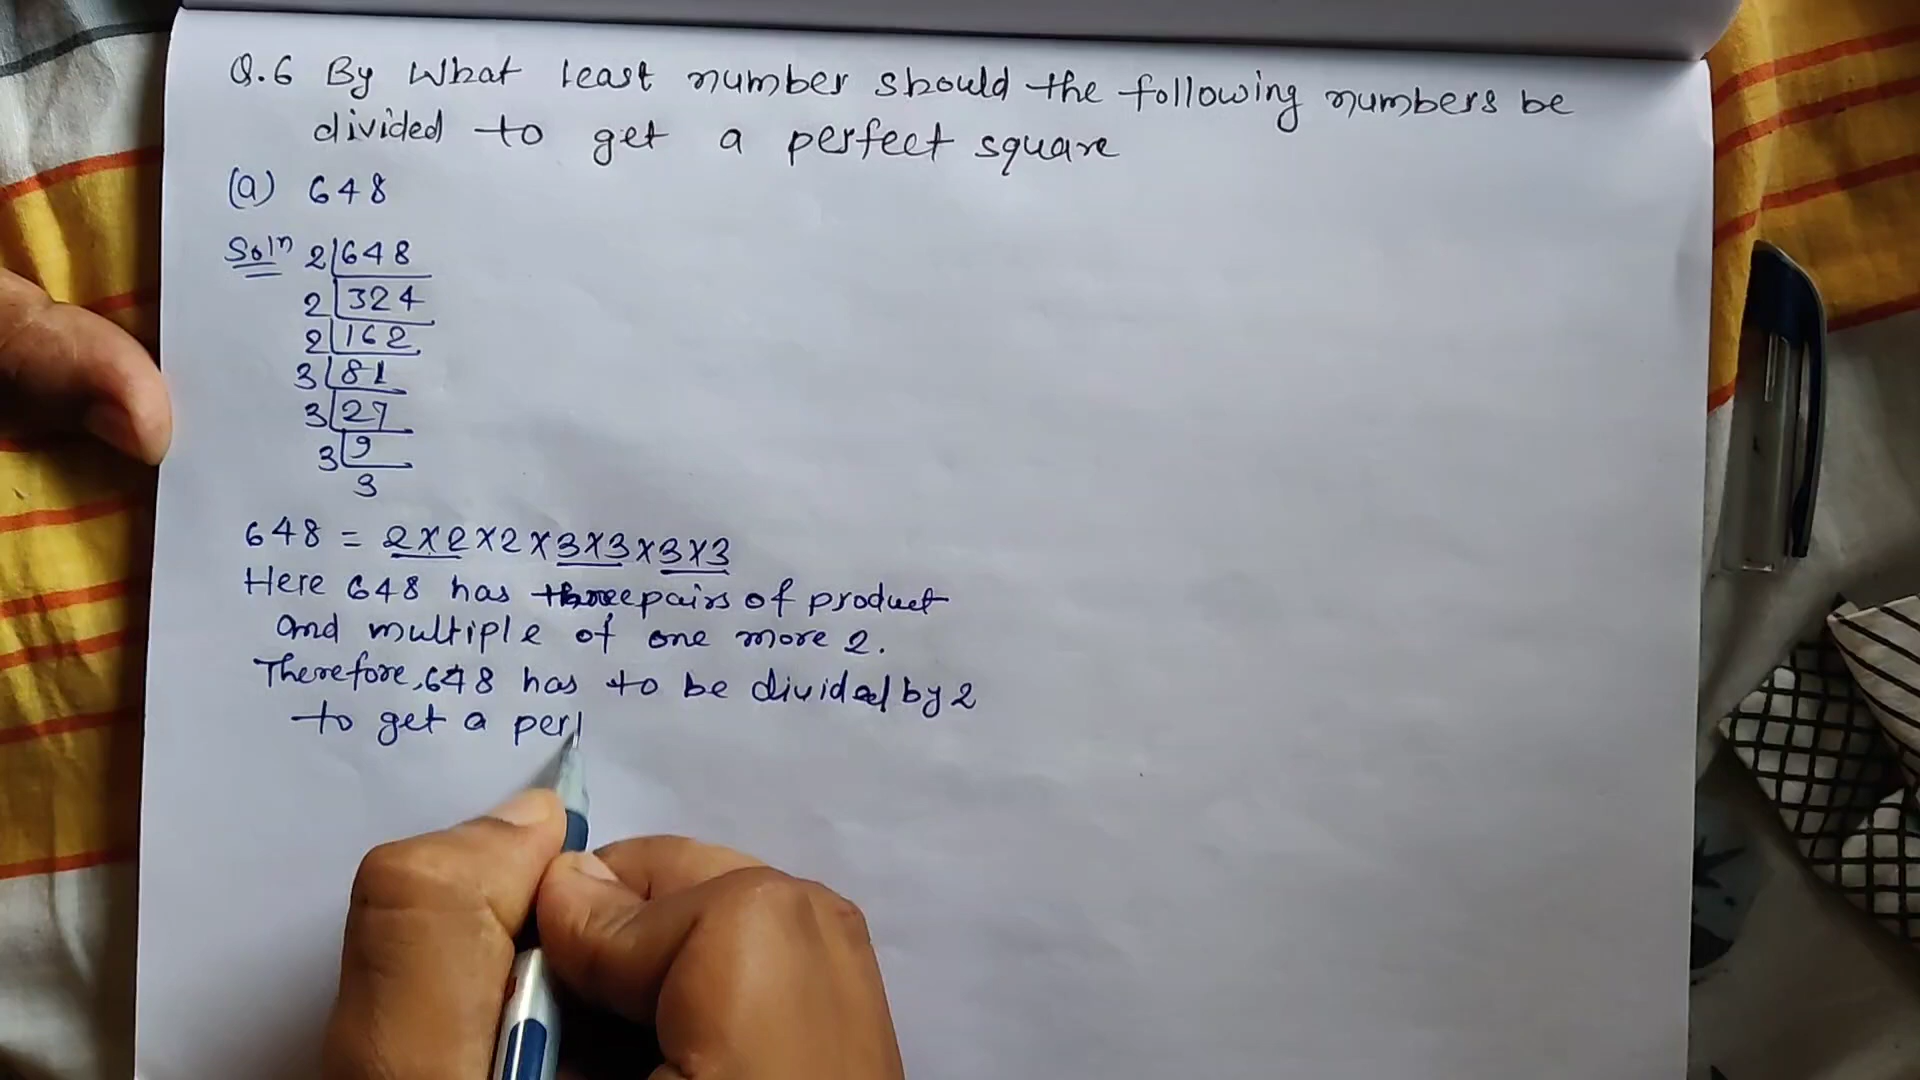 Q.6 By What least number should the following numbers be
divided to get a perfect square
(a) 648
Soln 2 648
2 324
2 162
3 81
3 27
3 9
3
648 = 2×2×2×3×3×3×3
Here 648 has three pairs of product
and multiple of one more 2.
Therefore, 648 has to be divided by 2
to get a per